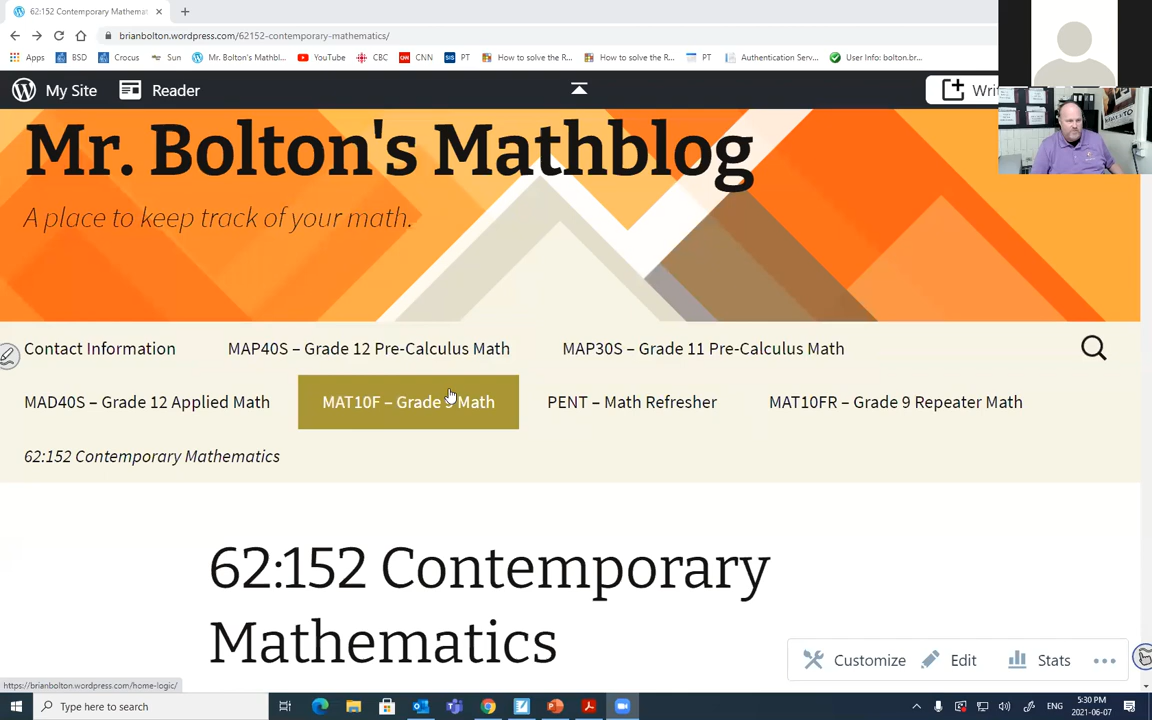 62:152 Contemporary Mathemat
brianbolton.wordpress.com/62152-contemporary-mathematics/
Apps BSD Crocus Sun Mr. Bolton's Mathbl... YouTube CBC CNN PT How to solve the R... How to solve the R... PT Authentication Serv... User Info: bolton.br...
My Site Reader Wri
Mr. Bolton's Mathblog
A place to keep track of your math.
Contact Information MAP40S – Grade 12 Pre-Calculus Math MAP30S – Grade 11 Pre-Calculus Math
MAD40S – Grade 12 Applied Math MAT10F – Grade 9 Math PENT – Math Refresher MAT10FR – Grade 9 Repeater Math
62:152 Contemporary Mathematics
62:152 Contemporary
Mathematics
Customize Edit Stats
https://brianbolton.wordpress.com/home-logic/
Type here to search
ENG
5:30 PM
2021-06-07